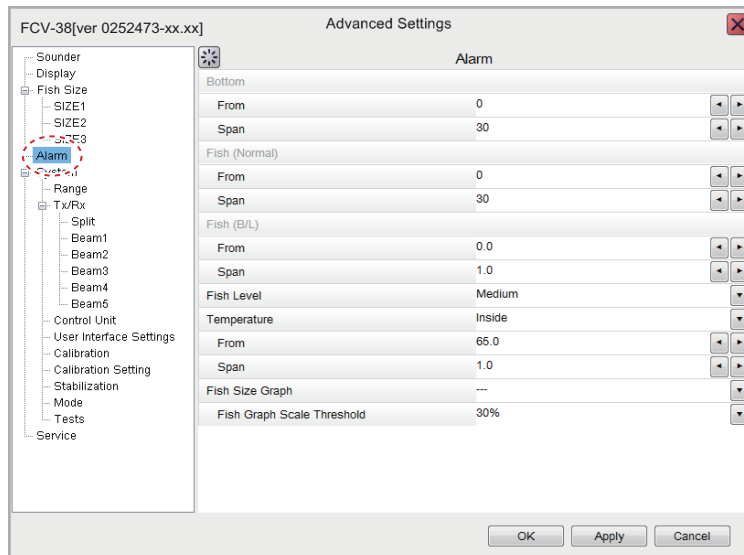 FCV-38[ver 0252473-xx.xx]
Advanced Settings
Sounder
Display
Fish Size
SIZE1
SIZE2
SIZE3
Alarm
System
Range
Tx/Rx
Split
Beam1
Beam2
Beam3
Beam4
Beam5
Control Unit
User Interface Settings
Calibration
Calibration Setting
Stabilization
Mode
Tests
Service
Alarm
Bottom
From 0
Span 30
Fish (Normal)
From 0
Span 30
Fish (B/L)
From 0.0
Span 1.0
Fish Level Medium
Temperature Inside
From 65.0
Span 1.0
Fish Size Graph ---
Fish Graph Scale Threshold 30%
OK Apply Cancel